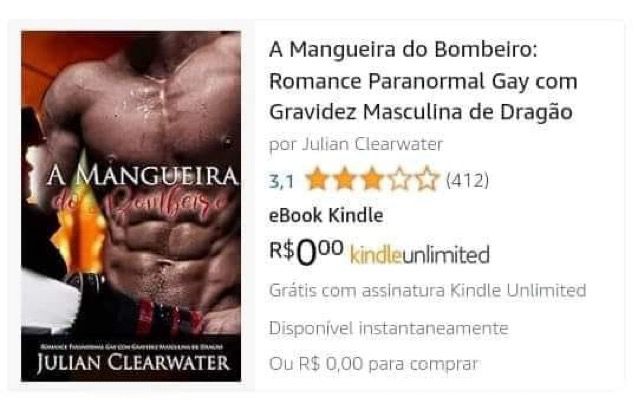 A MANGUEIRA
do Bombeiro
ROMANCE PARANORMAL GAY COM GRAVIDEZ MASCULINA DE DRAGÃO
JULIAN CLEARWATER
A Mangueira do Bombeiro:
Romance Paranormal Gay com
Gravidez Masculina de Dragão
por Julian Clearwater
3,1 (412)
eBook Kindle
R$0⁰⁰ kindleunlimited
Grátis com assinatura Kindle Unlimited
Disponível instantaneamente
Ou R$ 0,00 para comprar